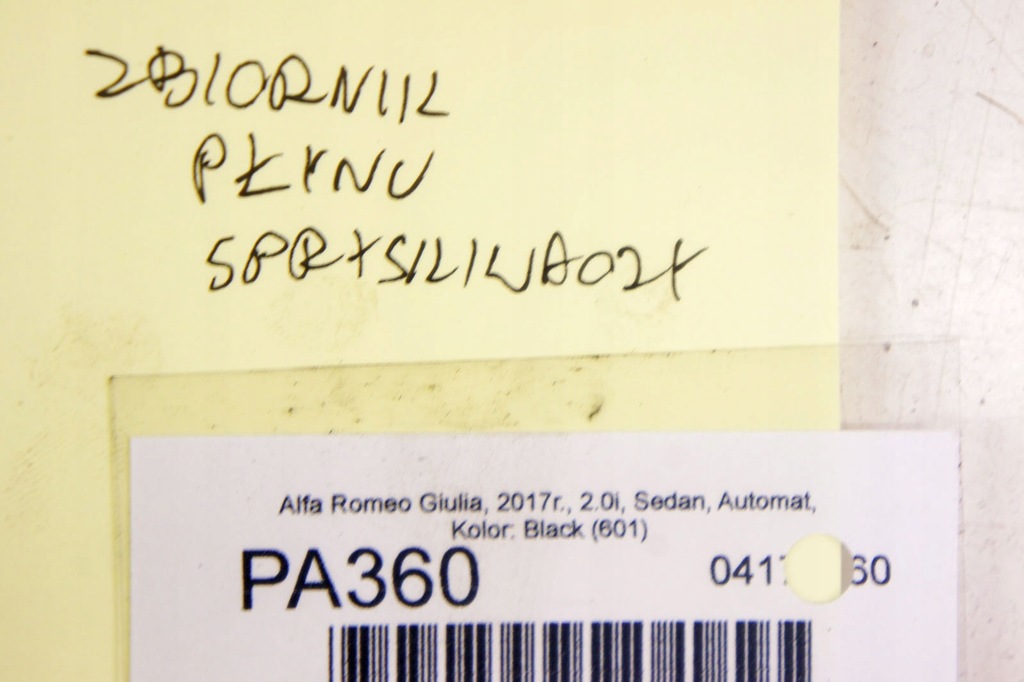 ZBIORNIK
PŁYNU
SPRYSKIWACZY
Alfa Romeo Giulia, 2017r., 2.0i, Sedan, Automat,
Kolor: Black (601)
PA360